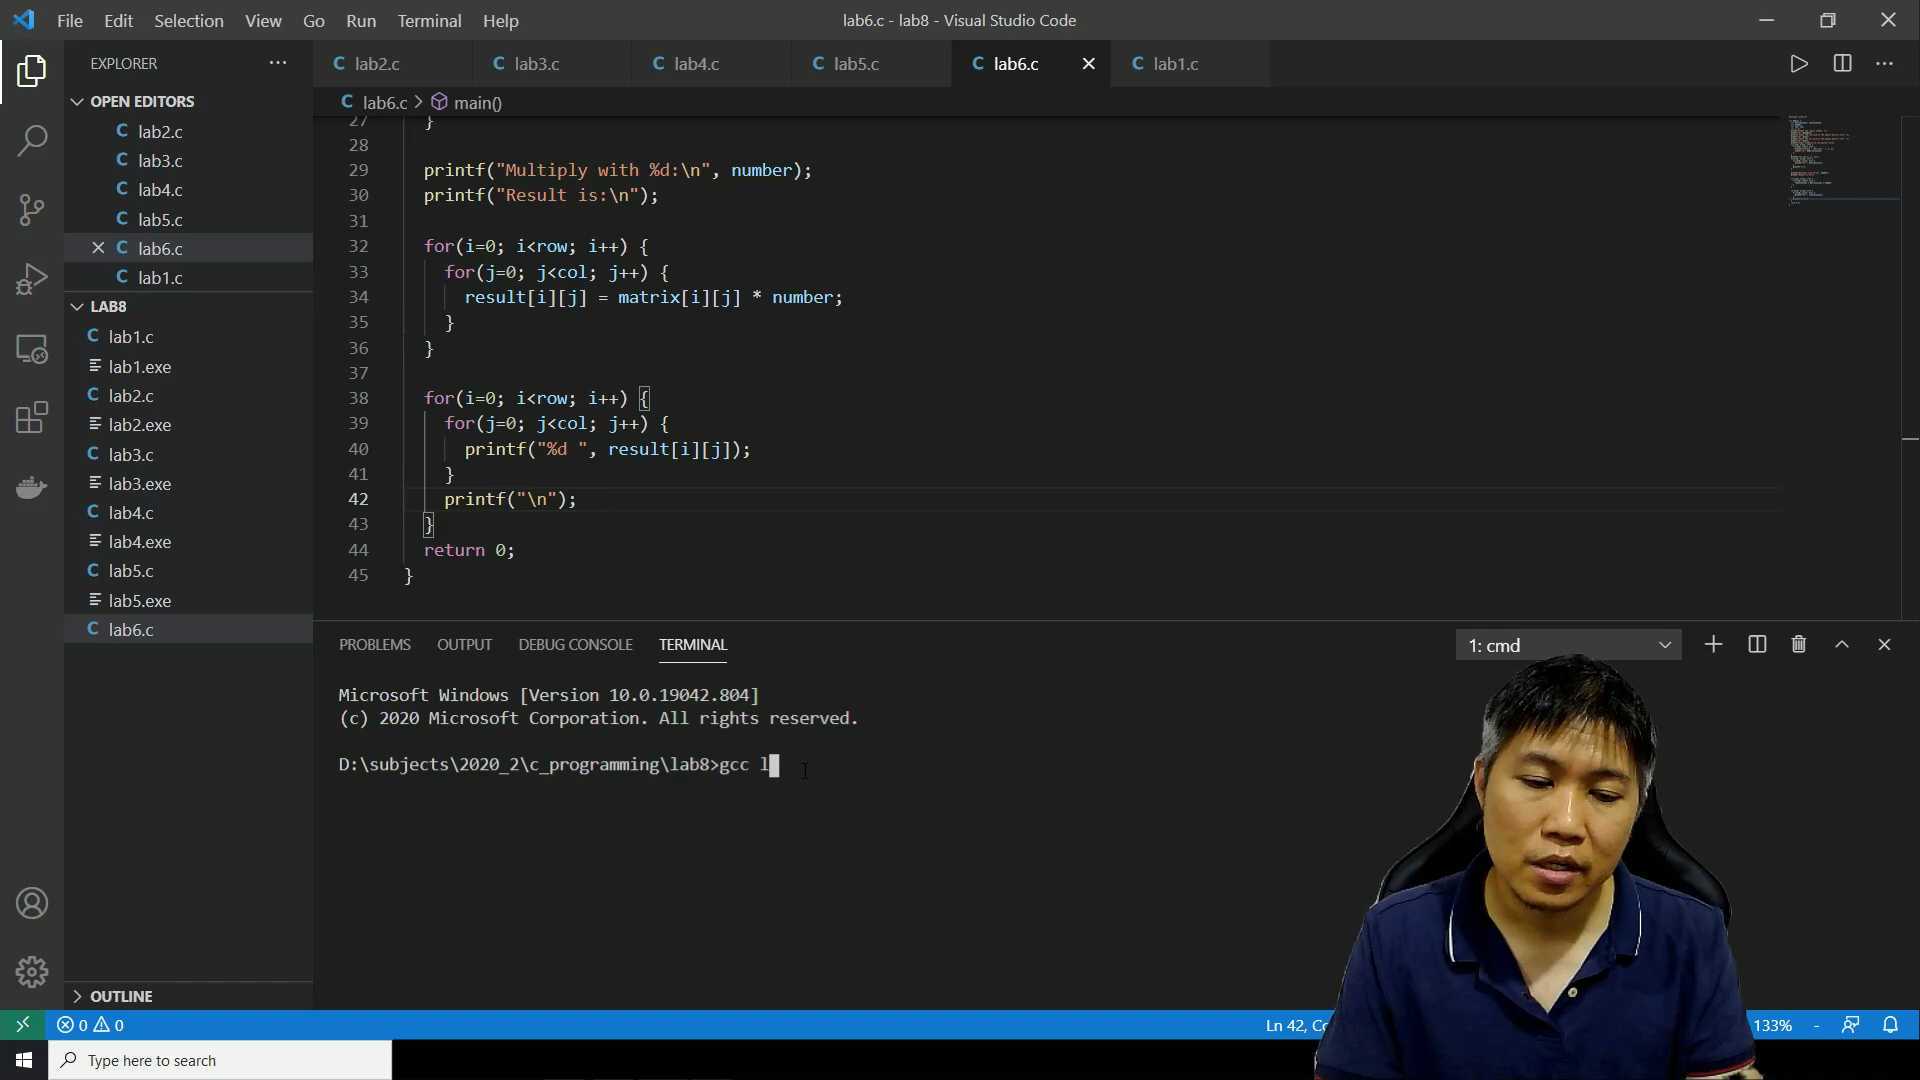 File Edit Selection View Go Run Terminal Help
lab6.c - lab8 - Visual Studio Code
EXPLORER
OPEN EDITORS
lab2.c
lab3.c
lab4.c
lab5.c
lab6.c
lab1.c
LAB8
lab1.c
lab1.exe
lab2.c
lab2.exe
lab3.c
lab3.exe
lab4.c
lab4.exe
lab5.c
lab5.exe
lab6.c
OUTLINE
C lab2.c C lab3.c C lab4.c C lab5.c C lab6.c C lab1.c
C lab6.c > main()
27 }
28
29 printf("Multiply with %d:\n", number);
30 printf("Result is:\n");
31
32 for(i=0; i<row; i++) {
33 for(j=0; j<col; j++) {
34 result[i][j] = matrix[i][j] * number;
35 }
36 }
37
38 for(i=0; i<row; i++) {
39 for(j=0; j<col; j++) {
40 printf("%d ", result[i][j]);
41 }
42 printf("\n");
43 }
44 return 0;
45 }
PROBLEMS OUTPUT DEBUG CONSOLE TERMINAL
1: cmd
Microsoft Windows [Version 10.0.19042.804]
(c) 2020 Microsoft Corporation. All rights reserved.
D:\subjects\2020_2\c_programming\lab8>gcc l
0 0
Ln 42, Co
133%
Type here to search